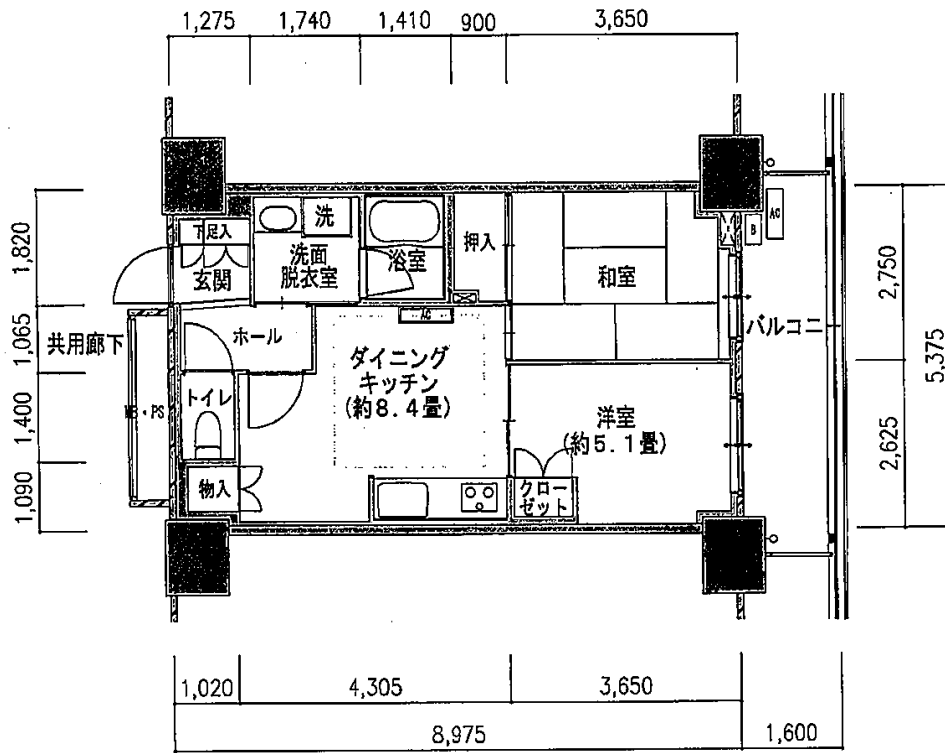 1,275
1,740
1,410
900
3,650
洗
下足入
玄関
洗面
脱衣室
浴室
押入
和室
B
AC
1,820
1,065
1,400
1,090
共用廊下
MB・PS
ホール
AC
トイレ
物入
ダイニング
キッチン
(約8.4畳)
洋室
(約5.1畳)
クロー
ゼット
バルコニ
2,750
2,625
5,375
1,020
4,305
3,650
8,975
1,600